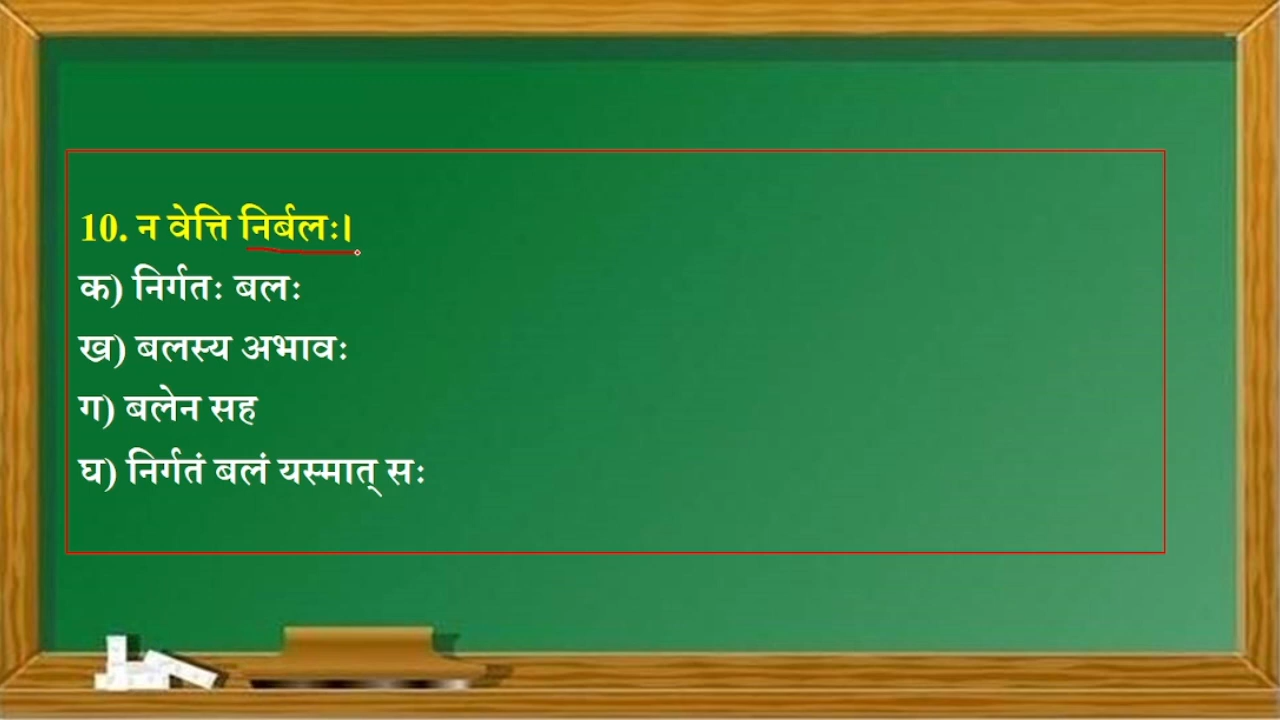 10. न वेत्ति निर्बलः।
क) निर्गतः बलः
ख) बलस्य अभावः
ग) बलेन सह
घ) निर्गतं बलं यस्मात् सः